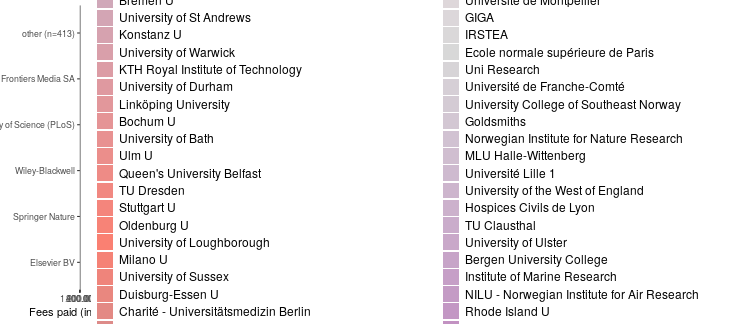 Bremen U
University of St Andrews
Konstanz U
University of Warwick
KTH Royal Institute of Technology
University of Durham
Linköping University
Bochum U
University of Bath
Ulm U
Queen's University Belfast
TU Dresden
Stuttgart U
Oldenburg U
University of Loughborough
Milano U
University of Sussex
Duisburg-Essen U
Charité - Universitätsmedizin Berlin
Université de Montpellier
GIGA
IRSTEA
Ecole normale supérieure de Paris
Uni Research
Université de Franche-Comté
University College of Southeast Norway
Goldsmiths
Norwegian Institute for Nature Research
MLU Halle-Wittenberg
Université Lille 1
University of the West of England
Hospices Civils de Lyon
TU Clausthal
University of Ulster
Bergen University College
Institute of Marine Research
NILU - Norwegian Institute for Air Research
Rhode Island U
other (n=413)
Frontiers Media SA
y of Science (PLoS)
Wiley-Blackwell
Springer Nature
Elsevier BV
Fees paid (in